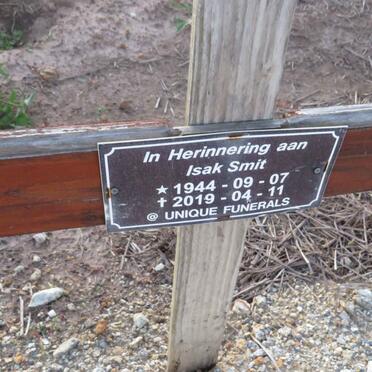 In Herinnering aan
Isak Smit
★ 1944 - 09 - 07
✝ 2019 - 04 - 11
@ UNIQUE FUNERALS